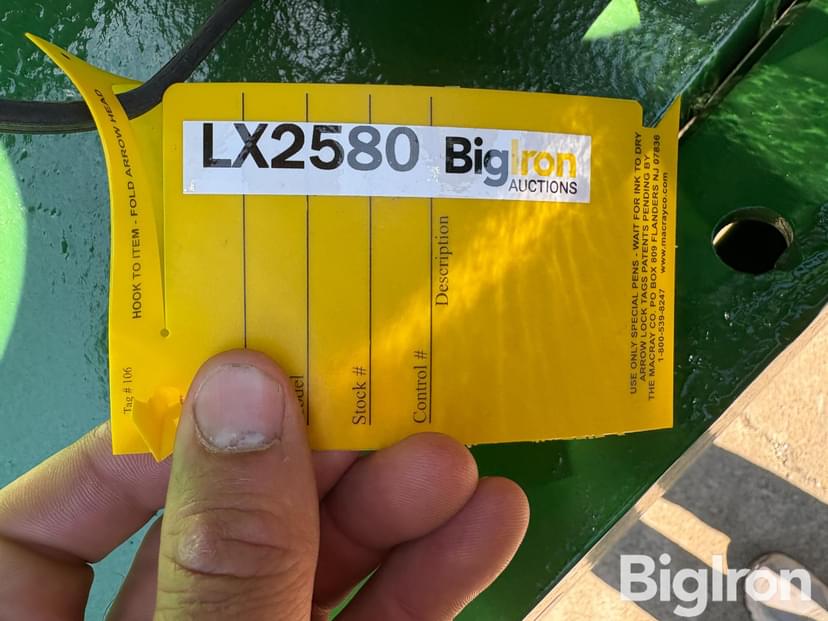 LX2580 BigIron
AUCTIONS
HOOK TO ITEM - FOLD ARROW HEAD
Tag # 106
Stock #
Control #
Description
USE ONLY SPECIAL PENS - WAIT FOR INK TO DRY
ARROW LOCK TAGS PATENTS PENDING BY
THE MACRAY CO. PO BOX 809 FLANDERS NJ 07836
1-800-539-8247 www.macrayco.com
BigIron